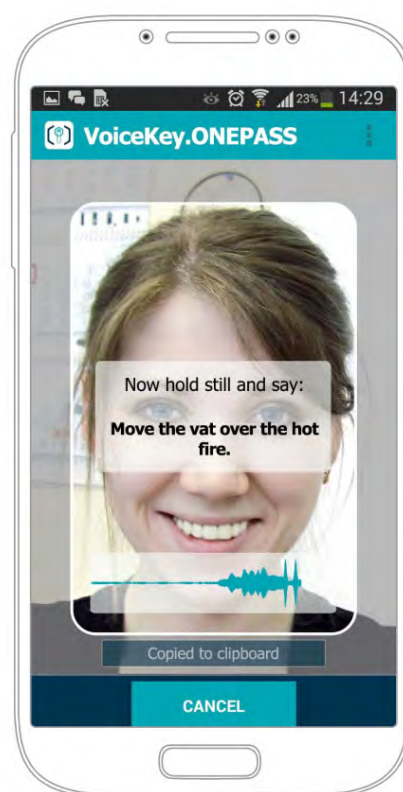 23% 14:29
VoiceKey.ONEPASS
Now hold still and say:
Move the vat over the hot
fire.
Copied to clipboard
CANCEL